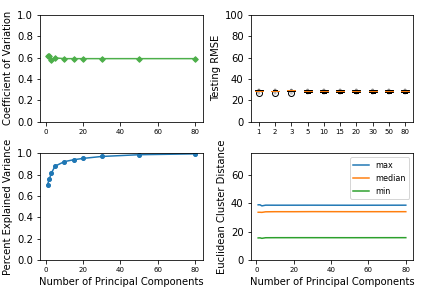 Coefficient of Variation
1.0
0.8
0.6
0.4
0.2
0.0
0 20 40 60 80
Testing RMSE
100
80
60
40
20
0
1 2 3 5 10 15 20 30 50 80
Percent Explained Variance
1.0
0.8
0.6
0.4
0.2
0.0
0 20 40 60 80
Number of Principal Components
Euclidean Cluster Distance
60
40
20
0
max
median
min
0 20 40 60 80
Number of Principal Components